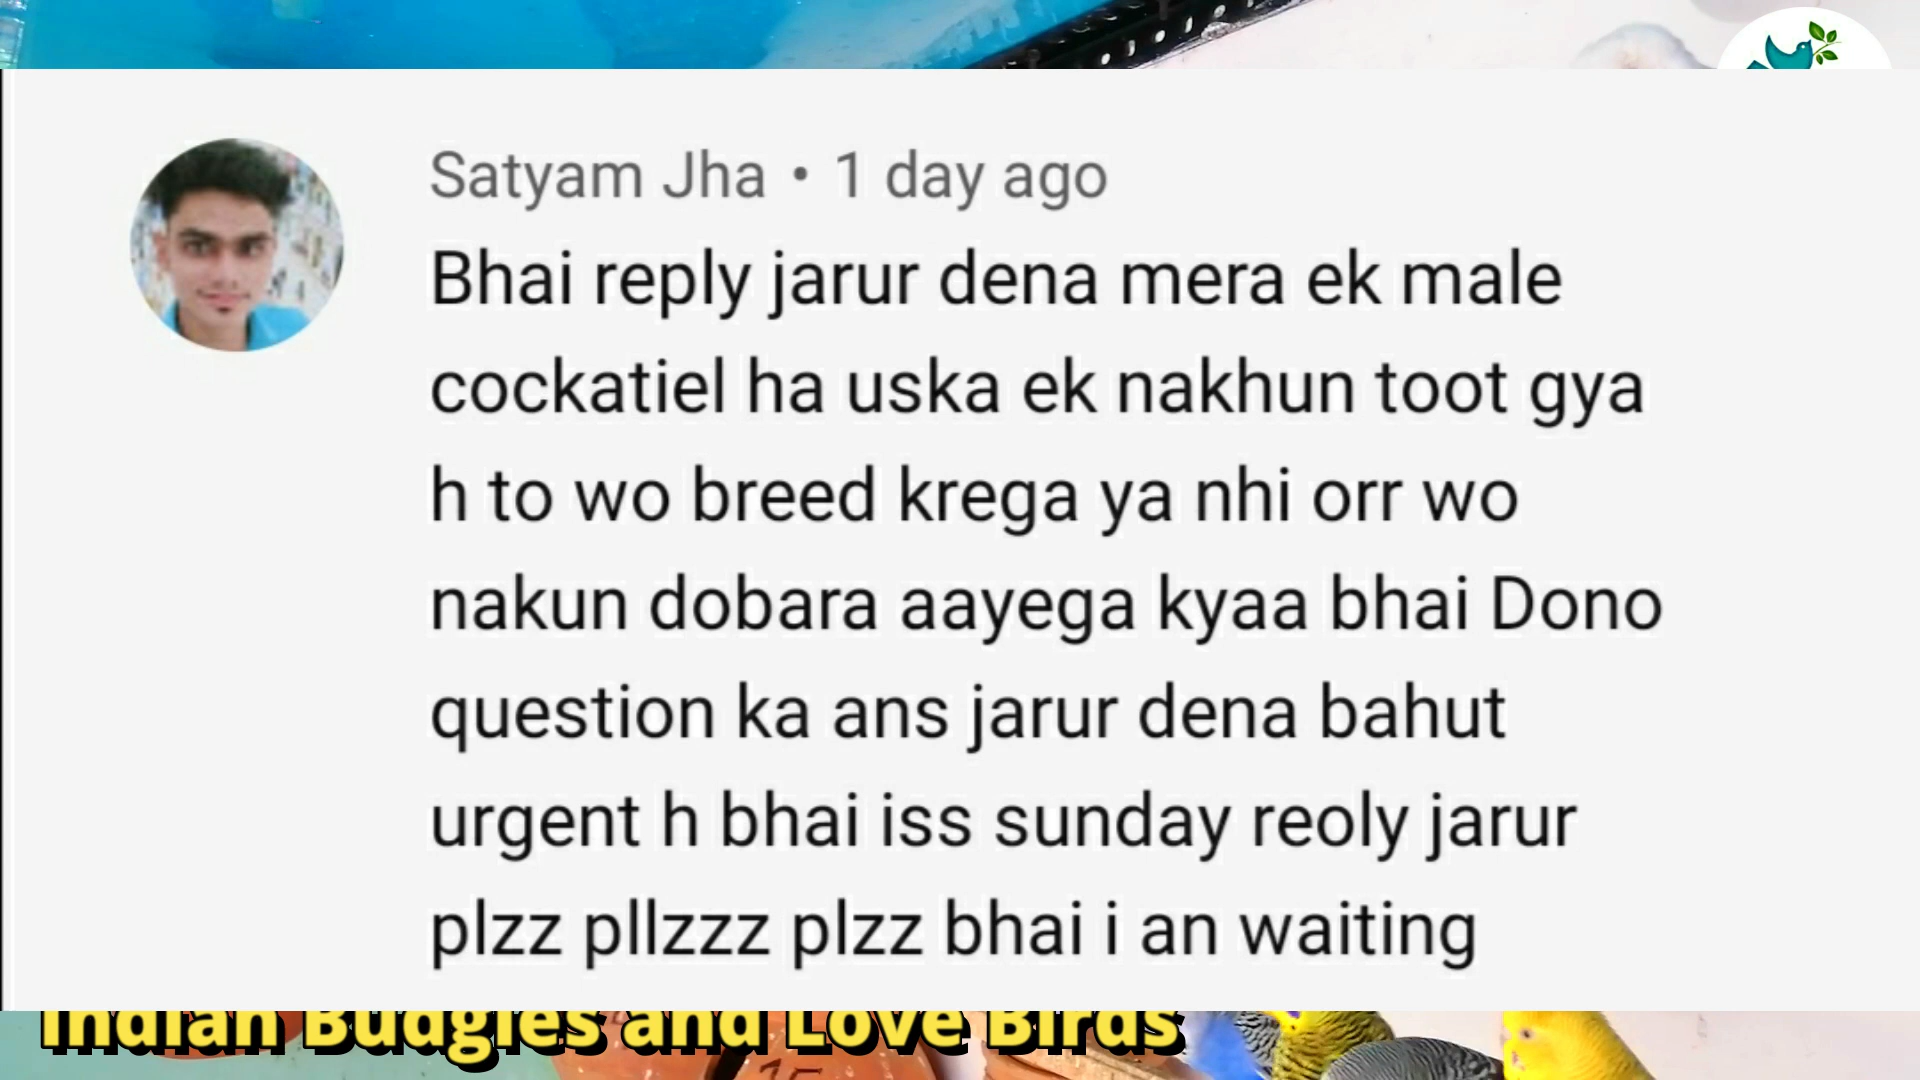 Satyam Jha • 1 day ago
Bhai reply jarur dena mera ek male
cockatiel ha uska ek nakhun toot gya
h to wo breed krega ya nhi orr wo
nakun dobara aayega kyaa bhai Dono
question ka ans jarur dena bahut
urgent h bhai iss sunday reoly jarur
plzz pllzzz plzz bhai i an waiting
Indian Budgies and Love Birds
15